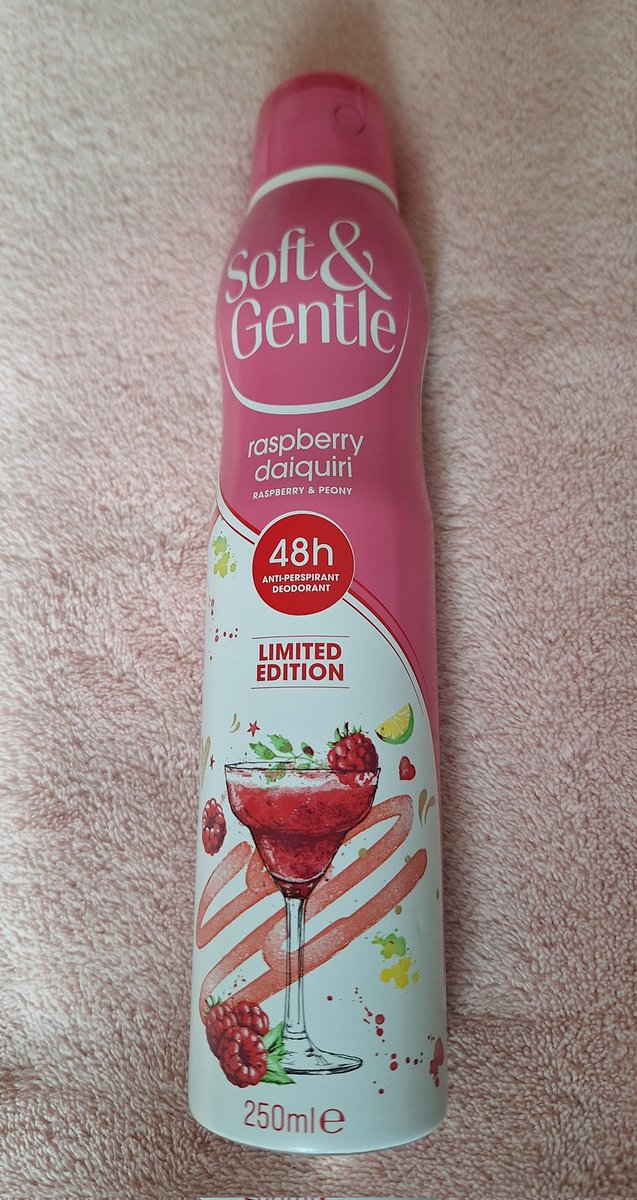 Soft &
Gentle
raspberry
daiquiri
RASPBERRY & PEONY
48h
ANTI-PERSPIRANT
DEODORANT
LIMITED
EDITION
250ml℮